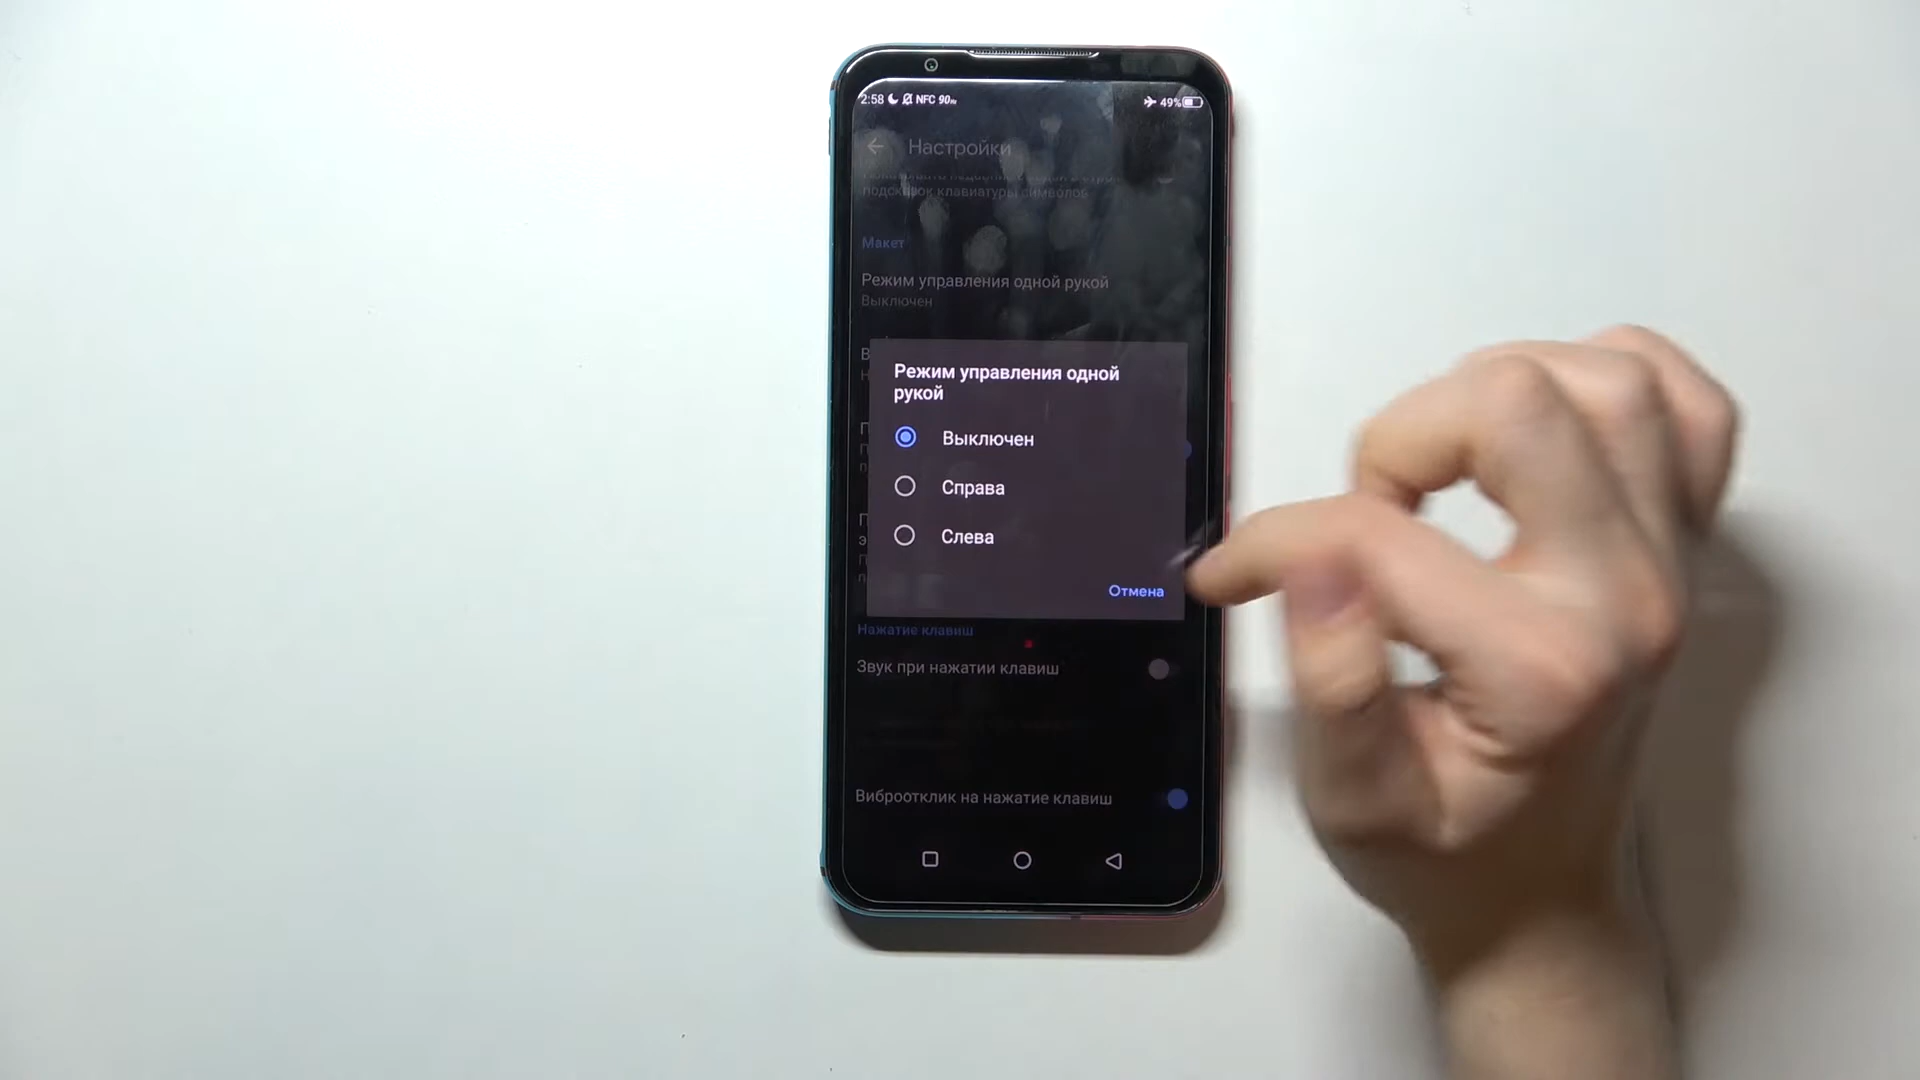 2:58 NFC 90Hz 49%
Настройки
подсказок клавиатуры символов
Макет
Режим управления одной рукой
Выключен
Режим управления одной
рукой
Выключен
Справа
Слева
Отмена
Нажатие клавиш
Звук при нажатии клавиш
Виброотклик на нажатие клавиш